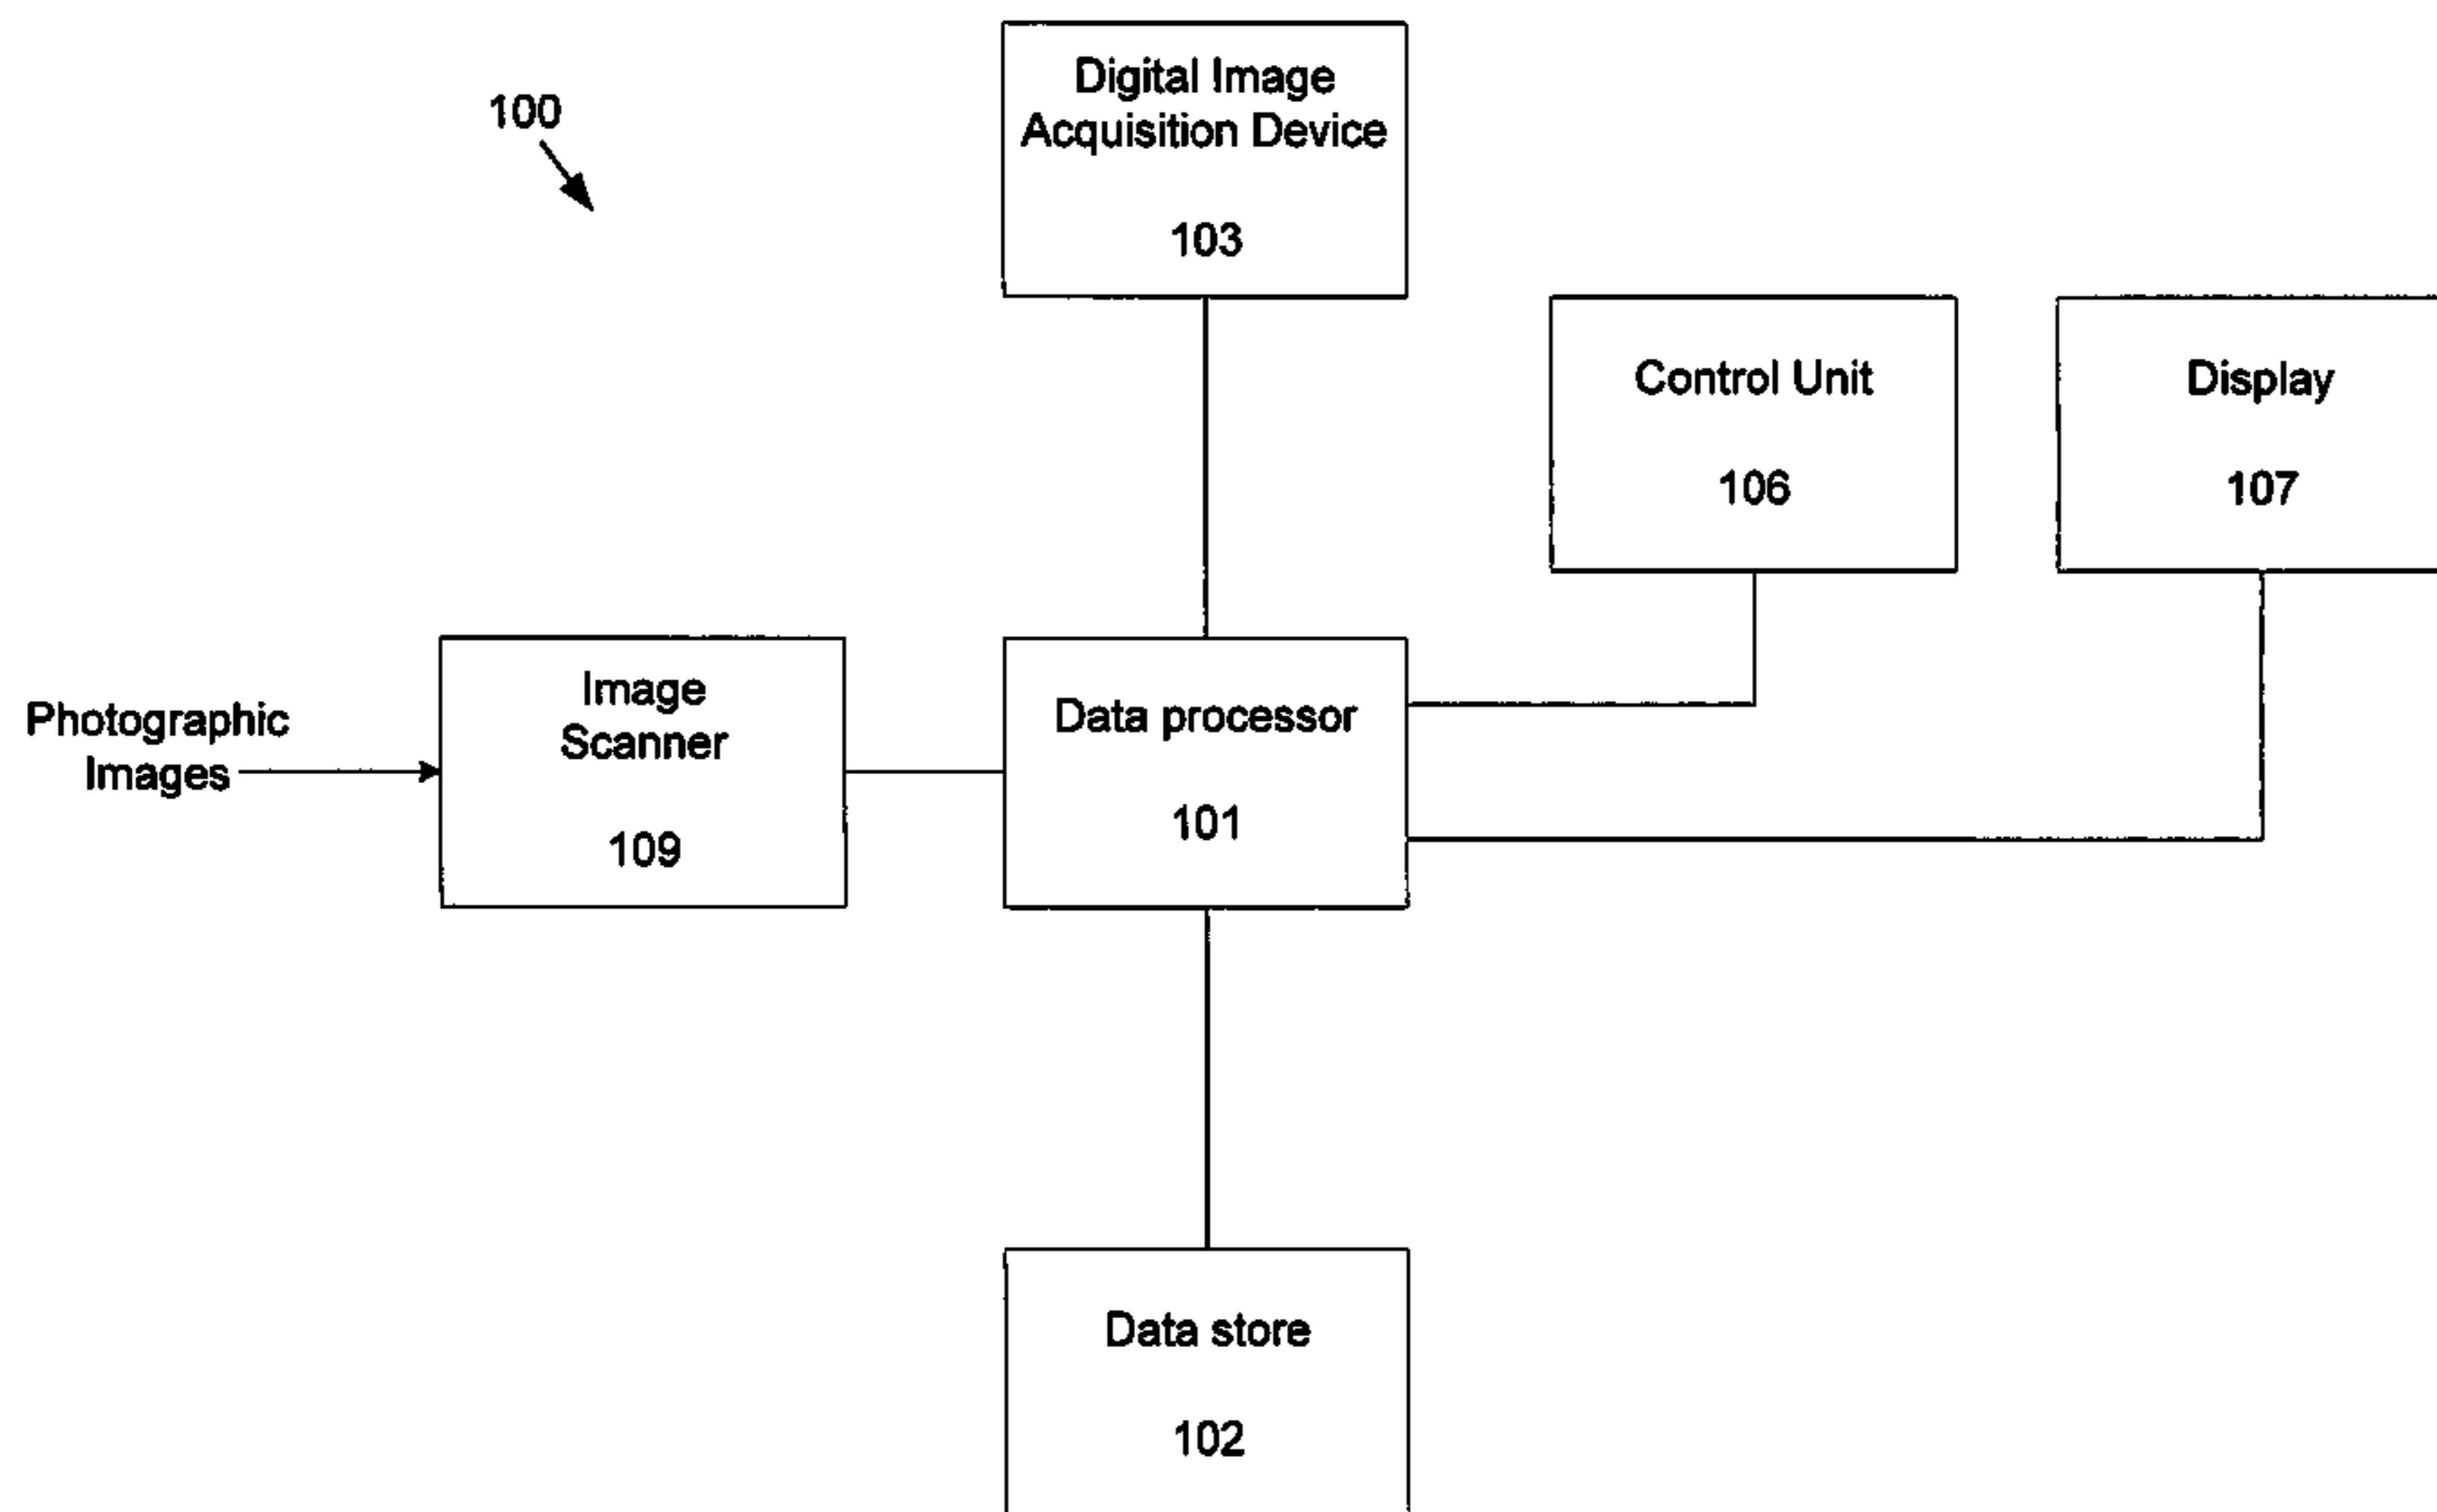 100
Digital Image
Acquisition Device
103
Control Unit
106
Display
107
Photographic
Images
Image
Scanner
109
Data processor
101
Data store
102